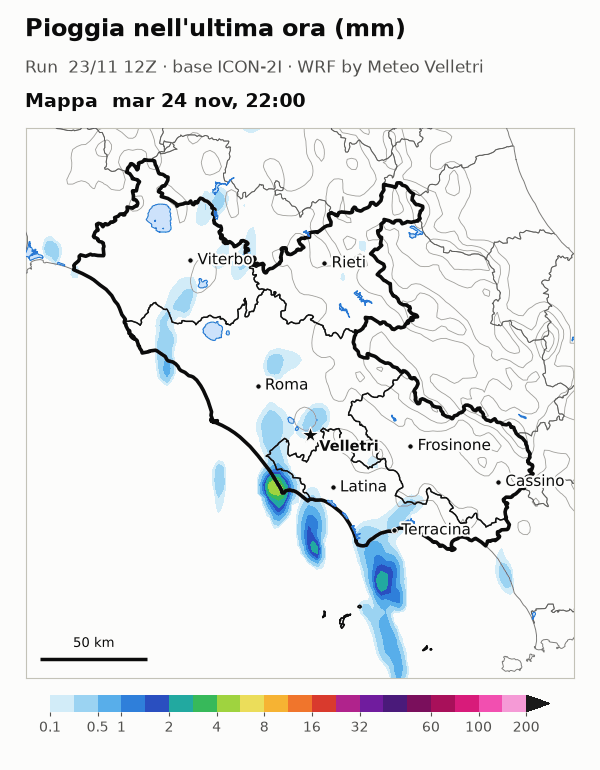 Pioggia nell'ultima ora (mm)
Run  23/11 12Z · base ICON-2I · WRF by Meteo Velletri
Mappa  mar 24 nov, 22:00
Viterbo
Rieti
Roma
Velletri
Frosinone
Cassino
Latina
Terracina
50 km
0.1 0.5 1 2 4 8 16 32 60 100 200